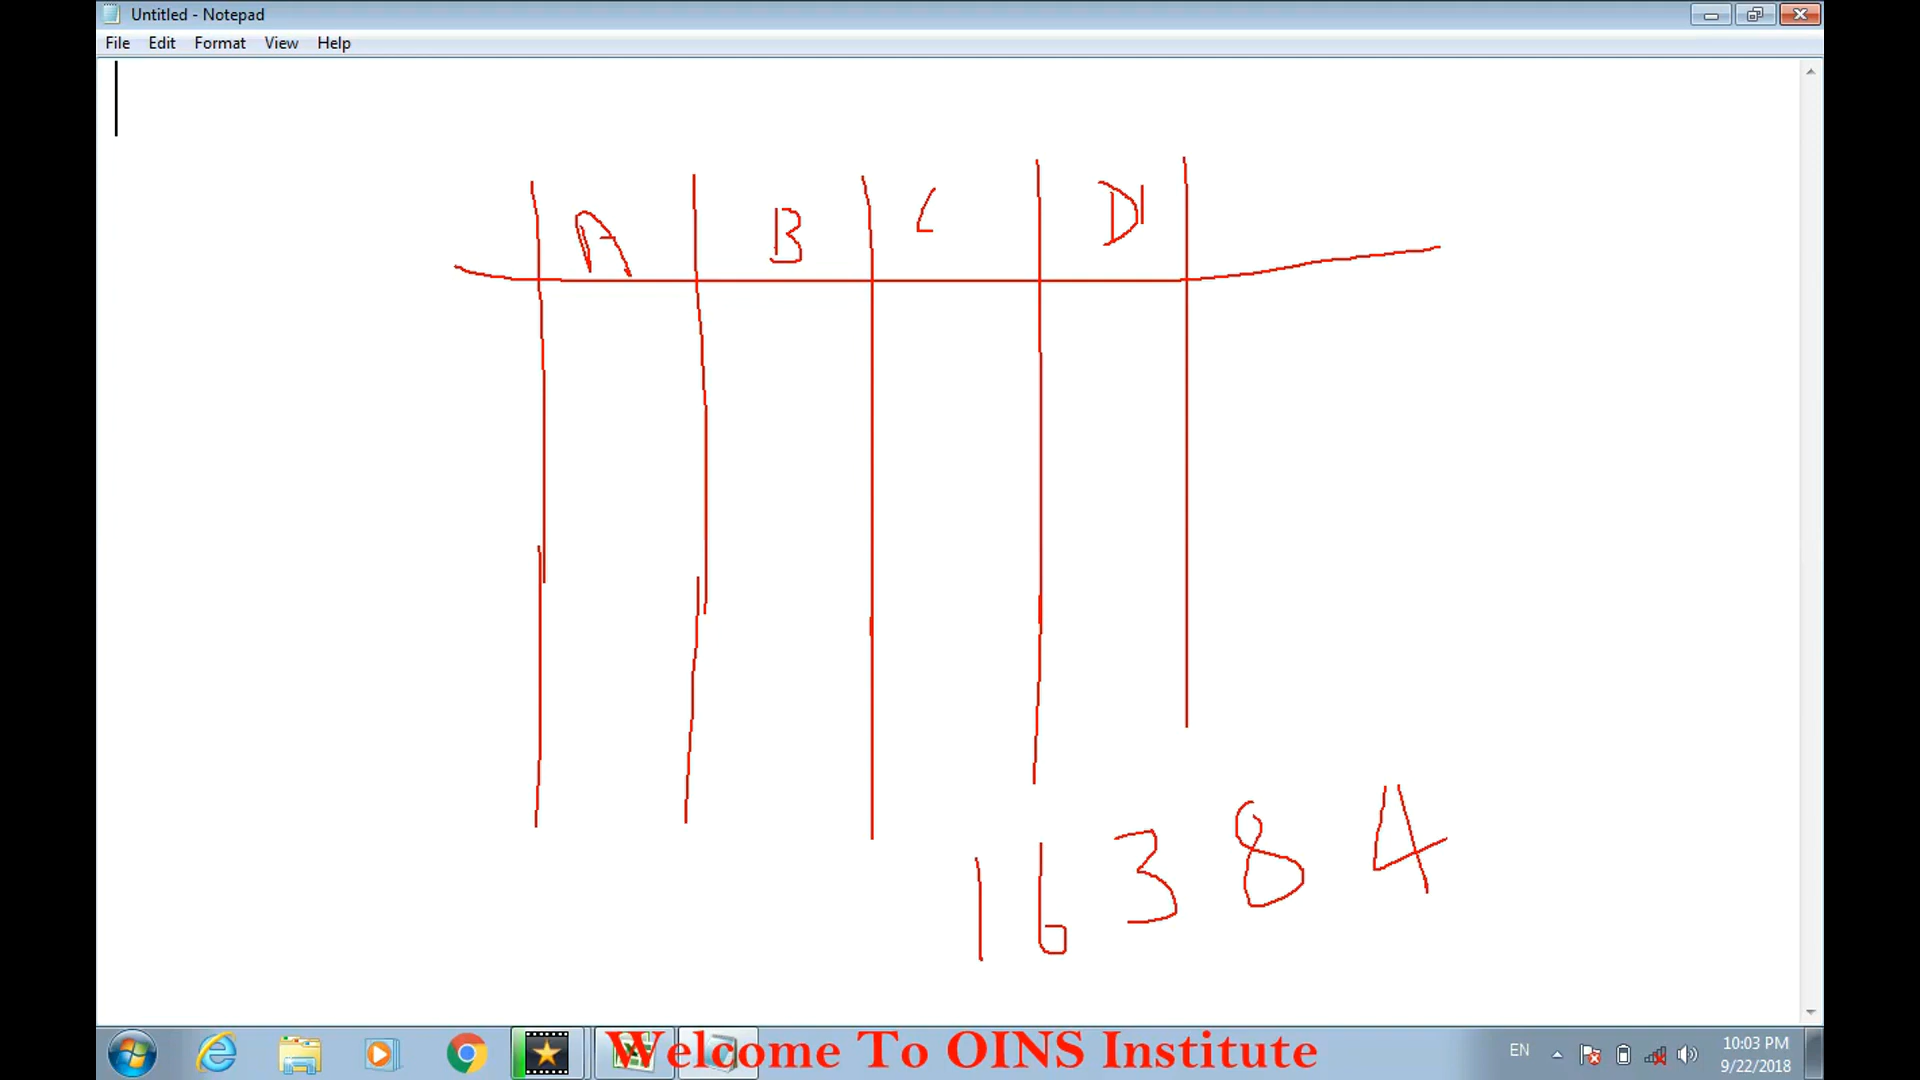 Untitled - Notepad
File Edit Format View Help
A B C D
16384
EN
10:03 PM
9/22/2018
Welcome To OINS Institute